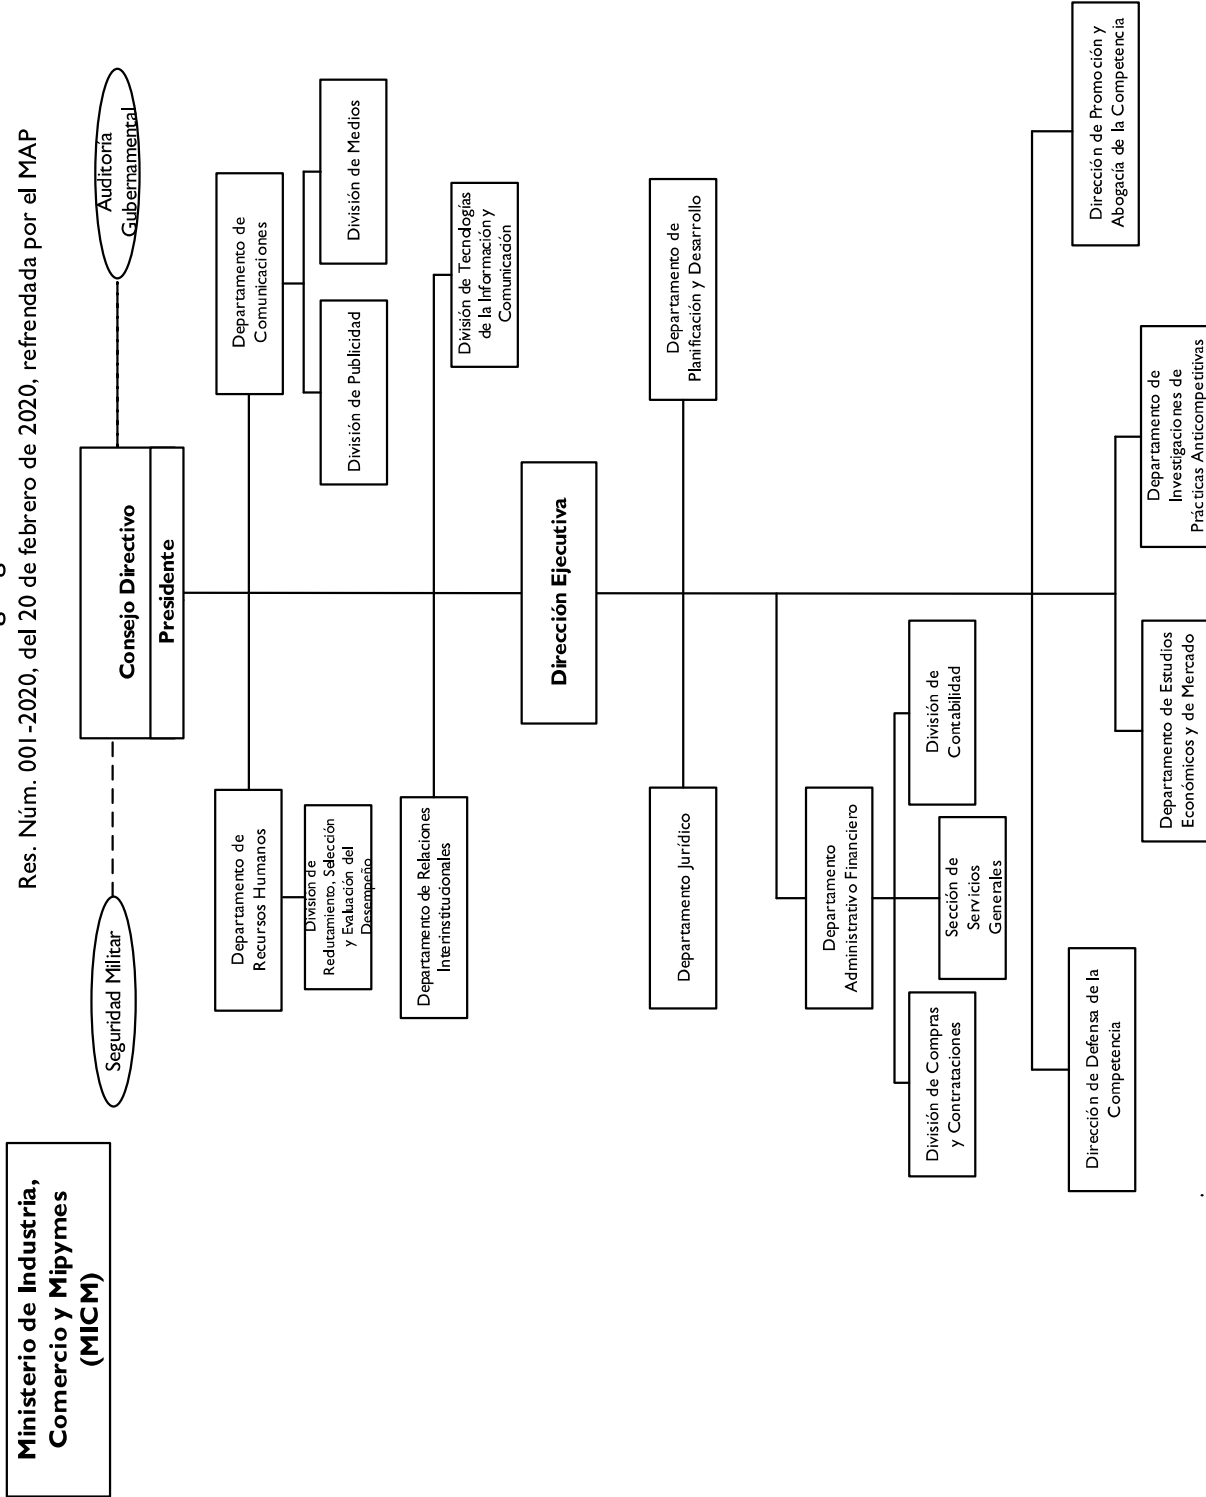 Res. Núm. 001-2020, del 20 de febrero de 2020, refrendada por el MAP
Ministerio de Industria,
Comercio y Mipymes
(MICM)
Seguridad Militar
Consejo Directivo
Presidente
Auditoría
Gubernamental
Departamento de
Recursos Humanos
División de
Reclutamiento, Selección
y Evaluación del
Desempeño
Departamento de
Comunicaciones
División de Publicidad
División de Medios
Departamento de Relaciones
Interinstitucionales
División de Tecnologías
de la Información y
Comunicación
Dirección Ejecutiva
Departamento Jurídico
Departamento de
Planificación y Desarrollo
Departamento
Administrativo Financiero
División de Compras
y Contrataciones
Sección de
Servicios
Generales
División de
Contabilidad
Dirección de Defensa de la
Competencia
Dirección de Promoción y
Abogacía de la Competencia
Departamento de Estudios
Económicos y de Mercado
Departamento de
Investigaciones de
Prácticas Anticompetitivas